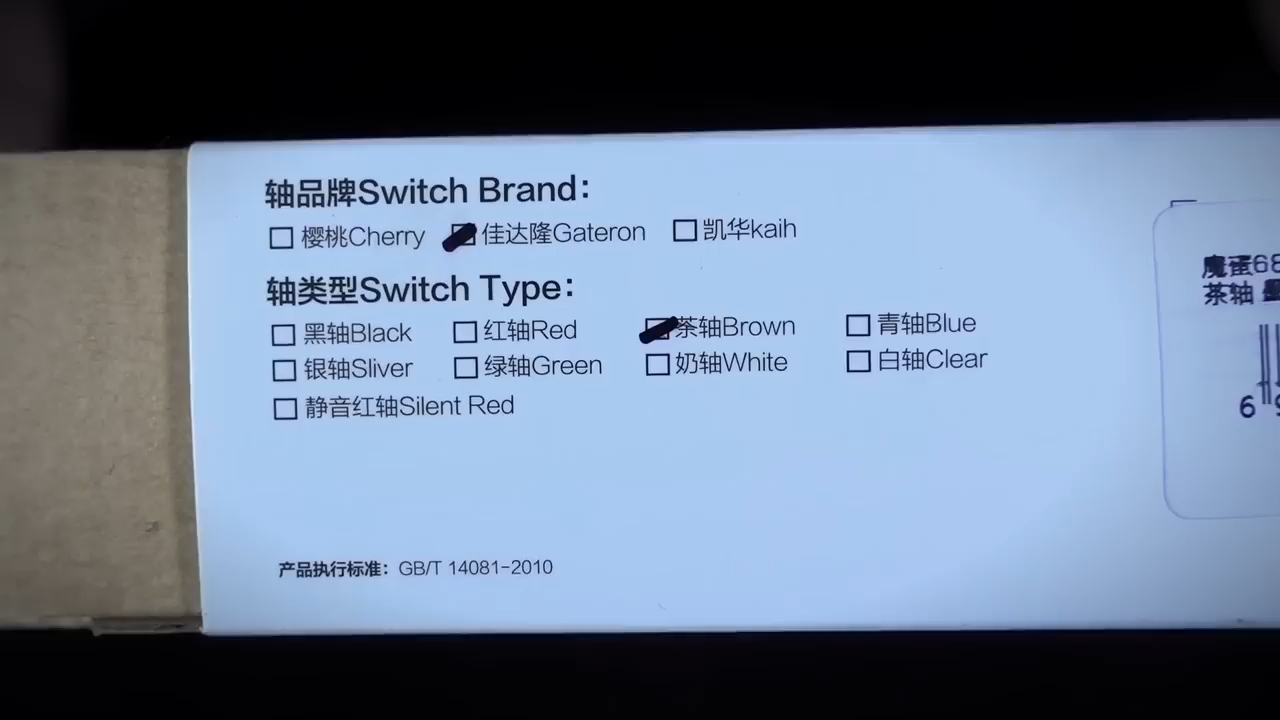 轴品牌Switch Brand:
樱桃Cherry 佳达隆Gateron 凯华kaih
轴类型Switch Type:
黑轴Black 红轴Red 茶轴Brown 青轴Blue
银轴Sliver 绿轴Green 奶轴White 白轴Clear
静音红轴Silent Red
产品执行标准：GB/T 14081-2010
魔蛋68
茶轴
6 9